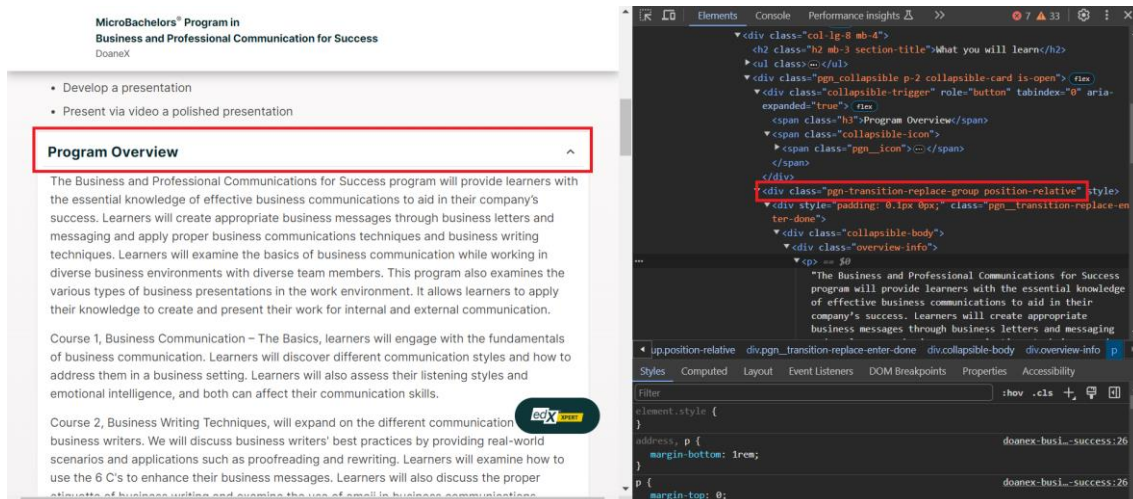 MicroBachelors® Program in
Business and Professional Communication for Success
DoaneX
• Develop a presentation
• Present via video a polished presentation
Program Overview
The Business and Professional Communications for Success program will provide learners with
the essential knowledge of effective business communications to aid in their company's
success. Learners will create appropriate business messages through business letters and
messaging and apply proper business communications techniques and business writing
techniques. Learners will examine the basics of business communication while working in
diverse business environments with diverse team members. This program also examines the
various types of business presentations in the work environment. It allows learners to apply
their knowledge to create and present their work for internal and external communication.
Course 1, Business Communication – The Basics, learners will engage with the fundamentals
of business communication. Learners will discover different communication styles and how to
address them in a business setting. Learners will also assess their listening styles and
emotional intelligence, and both can affect their communication skills.
Course 2, Business Writing Techniques, will expand on the different communication
business writers. We will discuss business writers' best practices by providing real-world
scenarios and applications such as proofreading and rewriting. Learners will examine how to
use the 6 C's to enhance their business messages. Learners will also discuss the proper
etiquette of business writing and examine the use of emoji in business communications
edX XPERT
Elements Console Performance insights >> 7 33
<div class="col-lg-8 mb-4">
<h2 class="h2 mb-3 section-title">What you will learn</h2>
<ul class>…</ul>
<div class="pgn_collapsible p-2 collapsible-card is-open"> flex
<div class="collapsible-trigger" role="button" tabindex="0" aria-
expanded="true"> flex
<span class="h3">Program Overview</span>
<span class="collapsible-icon">
<span class="pgn__icon">…</span>
</span>
</div>
<div class="pgn-transition-replace-group position-relative" style>
<div style="padding: 0.1px 0px;" class="pgn__transition-replace-en
ter-done">
<div class="collapsible-body">
<div class="overview-info">
… <p> == $0
"The Business and Professional Communications for Success
program will provide learners with the essential knowledge
of effective business communications to aid in their
company's success. Learners will create appropriate
business messages through business letters and messaging
up.position-relative div.pgn__transition-replace-enter-done div.collapsible-body div.overview-info p
Styles Computed Layout Event Listeners DOM Breakpoints Properties Accessibility
Filter :hov .cls +
element.style {
}
address, p { doanex-busi…-success:26
margin-bottom: 1rem;
}
p { doanex-busi…-success:26
margin-top: 0;